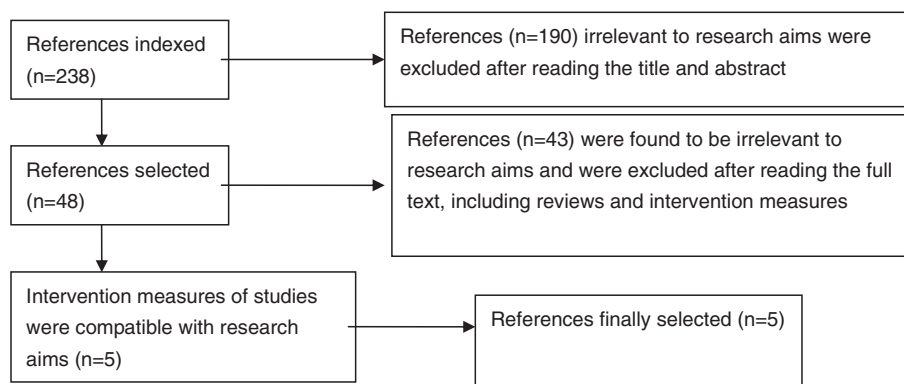 References indexed
(n=238)
References (n=190) irrelevant to research aims were
excluded after reading the title and abstract
References selected
(n=48)
References (n=43) were found to be irrelevant to
research aims and were excluded after reading the full
text, including reviews and intervention measures
Intervention measures of studies
were compatible with research
aims (n=5)
References finally selected (n=5)